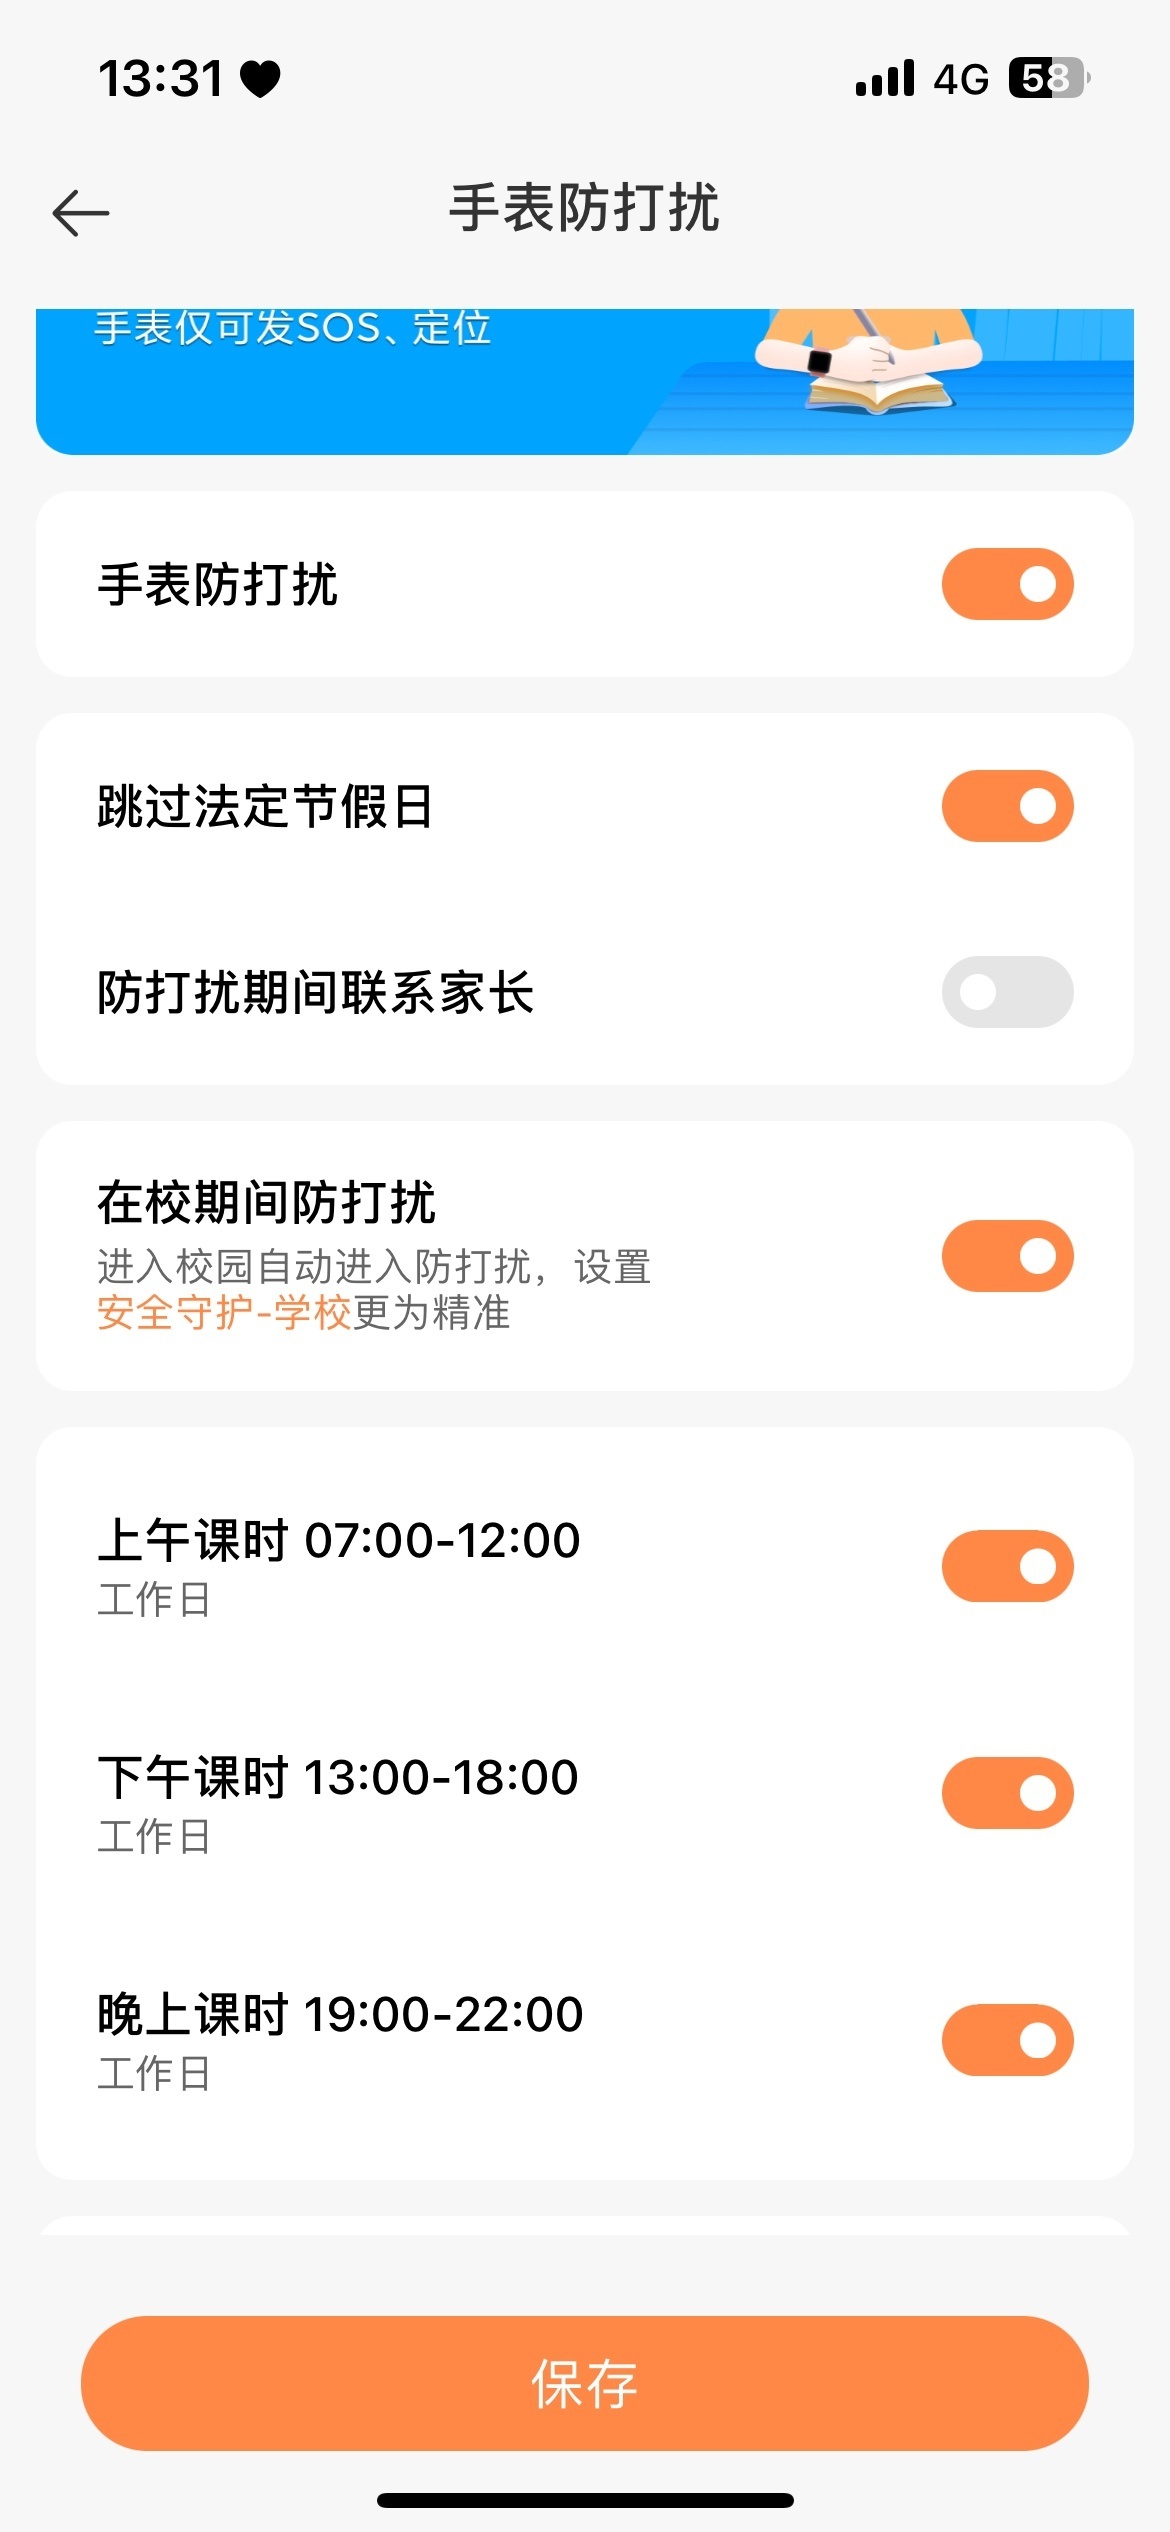 13:31
4G 58
手表防打扰
手表仅可发SOS、定位
手表防打扰
跳过法定节假日
防打扰期间联系家长
在校期间防打扰
进入校园自动进入防打扰，设置
安全守护-学校更为精准
上午课时 07:00-12:00
工作日
下午课时 13:00-18:00
工作日
晚上课时 19:00-22:00
工作日
保存